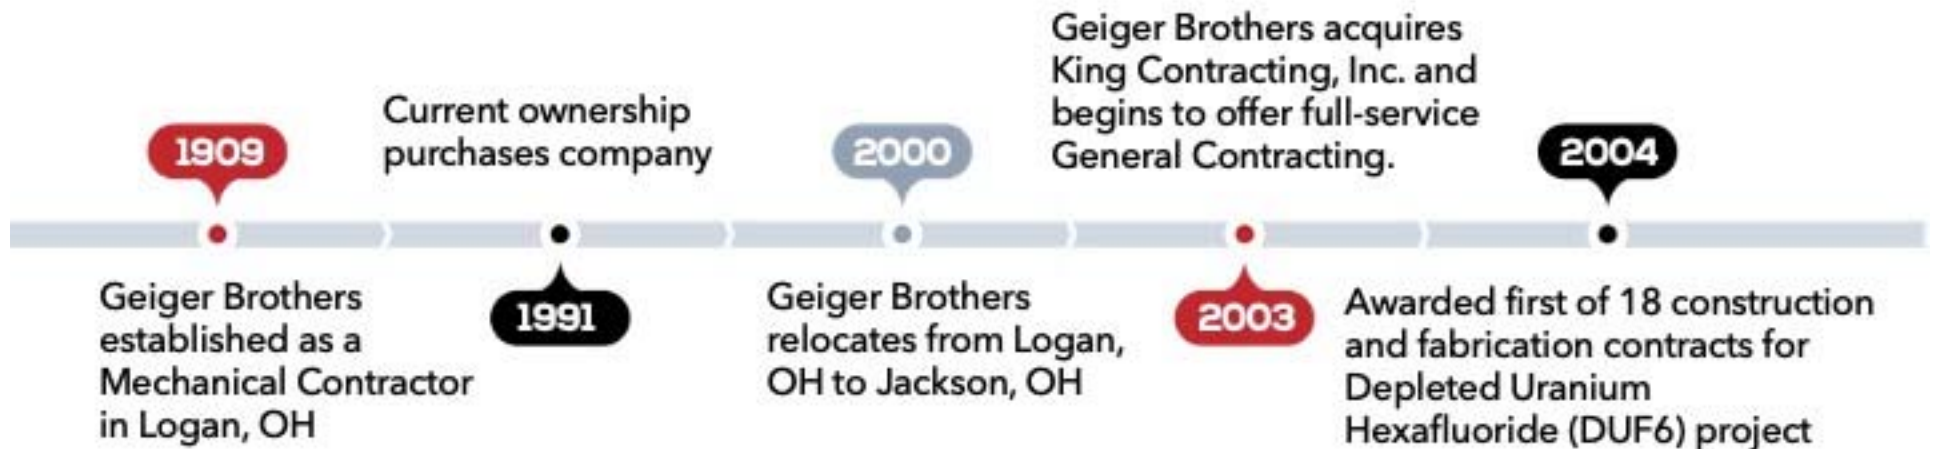 1909
Geiger Brothers
established as a
Mechanical Contractor
in Logan, OH
Current ownership
purchases company
1991
2000
Geiger Brothers
relocates from Logan,
OH to Jackson, OH
Geiger Brothers acquires
King Contracting, Inc. and
begins to offer full-service
General Contracting.
2003
2004
Awarded first of 18 construction
and fabrication contracts for
Depleted Uranium
Hexafluoride (DUF6) project